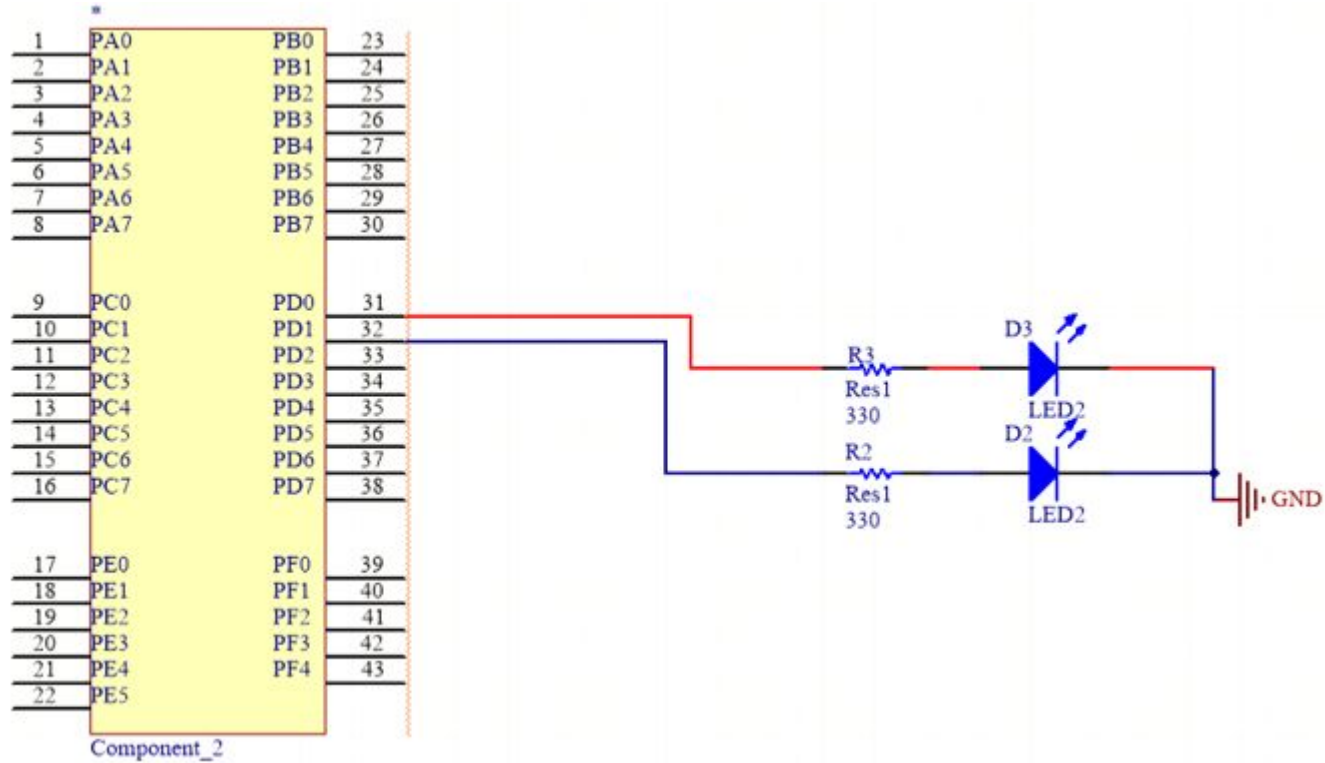 *
1 PA0 PB0 23
2 PA1 PB1 24
3 PA2 PB2 25
4 PA3 PB3 26
5 PA4 PB4 27
6 PA5 PB5 28
7 PA6 PB6 29
8 PA7 PB7 30
9 PC0 PD0 31
10 PC1 PD1 32
11 PC2 PD2 33
12 PC3 PD3 34
13 PC4 PD4 35
14 PC5 PD5 36
15 PC6 PD6 37
16 PC7 PD7 38
17 PE0 PF0 39
18 PE1 PF1 40
19 PE2 PF2 41
20 PE3 PF3 42
21 PE4 PF4 43
22 PE5
Component_2
R3
Res1
330
D3
LED2
R2
Res1
330
D2
LED2
GND